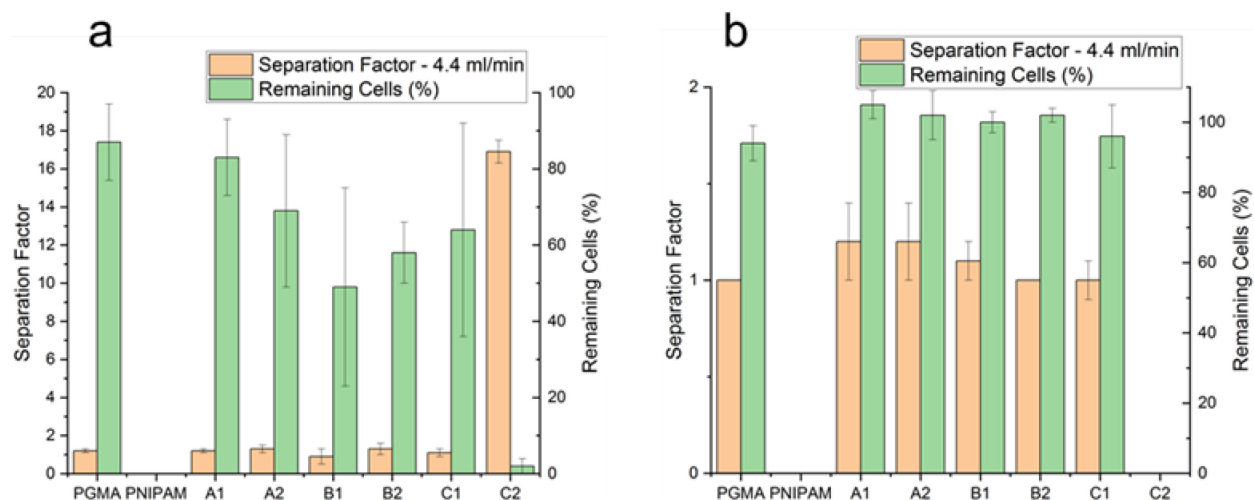 a
Separation Factor - 4.4 ml/min
Remaining Cells (%)
20
18
16
14
12
10
8
6
4
2
0
Separation Factor
100
80
60
40
20
0
Remaining Cells (%)
PGMA PNIPAM A1 A2 B1 B2 C1 C2
b
Separation Factor - 4.4 ml/min
Remaining Cells (%)
2
1
0
Separation Factor
100
80
60
40
20
0
Remaining Cells (%)
PGMA PNIPAM A1 A2 B1 B2 C1 C2